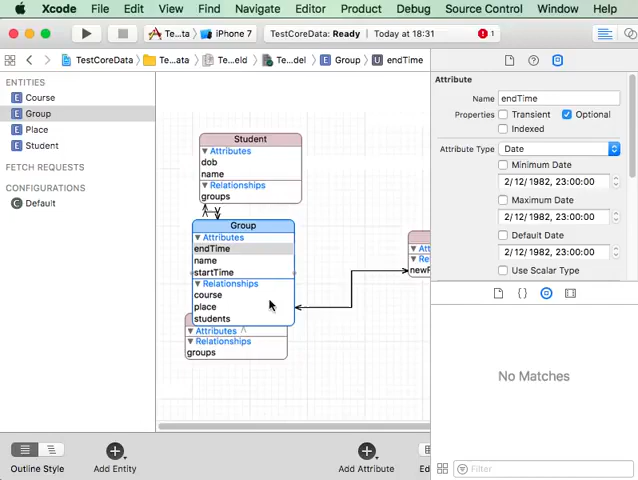 Xcode File Edit View Find Navigate Editor Product Debug Source Control Window Help
Te...ta iPhone 7 TestCoreData: Ready Today at 18:31 1
TestCoreData Te...ata Te...eld Te...del Group endTime
ENTITIES
Course
Group
Place
Student
FETCH REQUESTS
CONFIGURATIONS
Default
Student
Attributes
dob
name
Relationships
groups
Group
Attributes
endTime
name
startTime
Relationships
course
place
students
Attributes
Relationships
groups
Attribute
Name endTime
Properties Transient Optional
Indexed
Attribute Type Date
Minimum Date
2/12/1982, 23:00:00
Maximum Date
2/12/1982, 23:00:00
Default Date
2/12/1982, 23:00:00
Use Scalar Type
No Matches
Outline Style Add Entity Add Attribute Ed
Filter